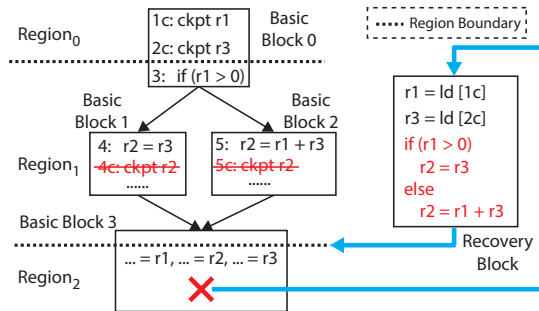 1c: ckpt r1
2c: ckpt r3
3: if (r1 > 0)
Region0
Basic
Block 0
Region Boundary
Basic
Block 1
Basic
Block 2
4: r2 = r3
4c: ckpt r2
......
5: r2 = r1 + r3
5c: ckpt r2
......
Region1
r1 = ld [1c]
r3 = ld [2c]
if (r1 > 0)
r2 = r3
else
r2 = r1 + r3
Recovery
Block
Basic Block 3
Region2
... = r1, ... = r2, ... = r3